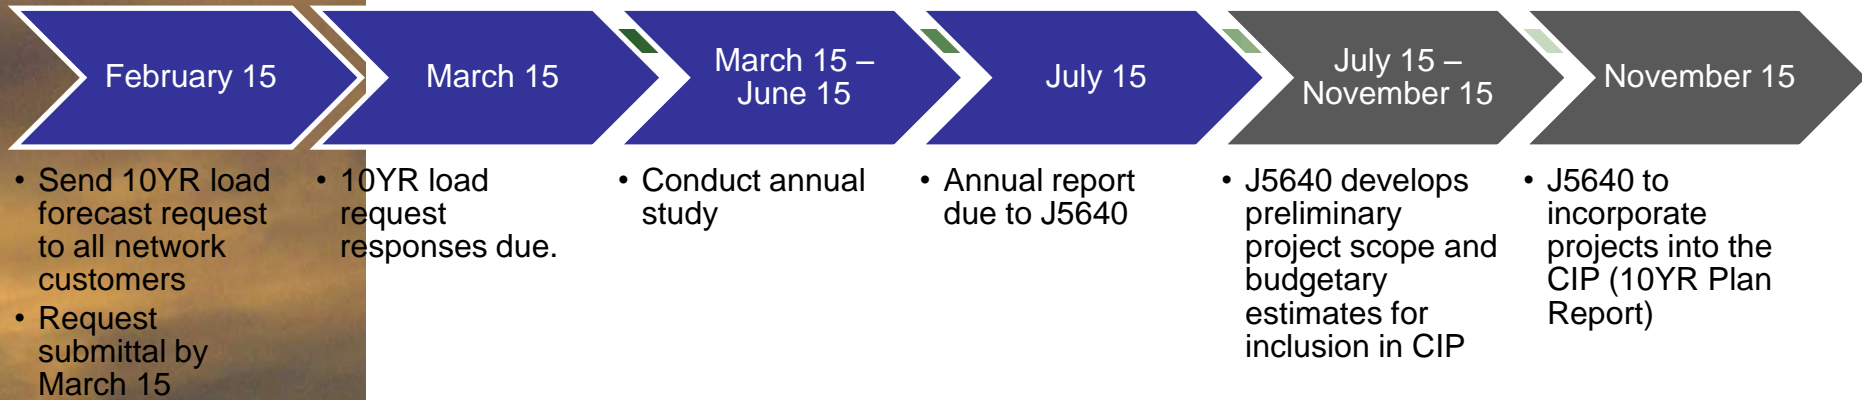 February 15
March 15
March 15 –
June 15
July 15
July 15 –
November 15
November 15
• Send 10YR load
forecast request
to all network
customers
• Request
submittal by
March 15
• 10YR load
request
responses due.
• Conduct annual
study
• Annual report
due to J5640
• J5640 develops
preliminary
project scope and
budgetary
estimates for
inclusion in CIP
• J5640 to
incorporate
projects into the
CIP (10YR Plan
Report)